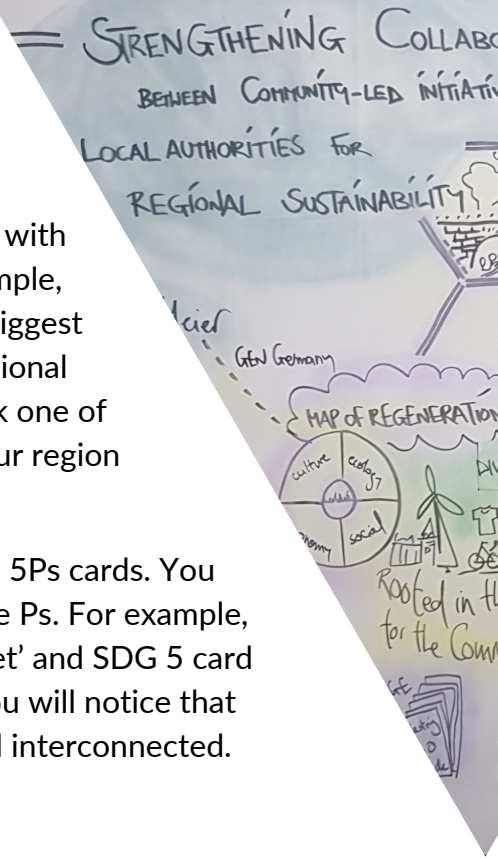 STRENGTHENING COLLABO
BETWEEN COMMUNITY-LED INITIATIV
LOCAL AUTHORITIES FOR
REGIONAL SUSTAINABILITY
with
mple,
iggest
ional
k one of
ur region
5Ps cards. You
e Ps. For example,
et’ and SDG 5 card
ou will notice that
l interconnected.
eier
GEN Germany
MAP OF REGENERATION
culture
ecology
social
nomy
Rooted in th
for the Comm